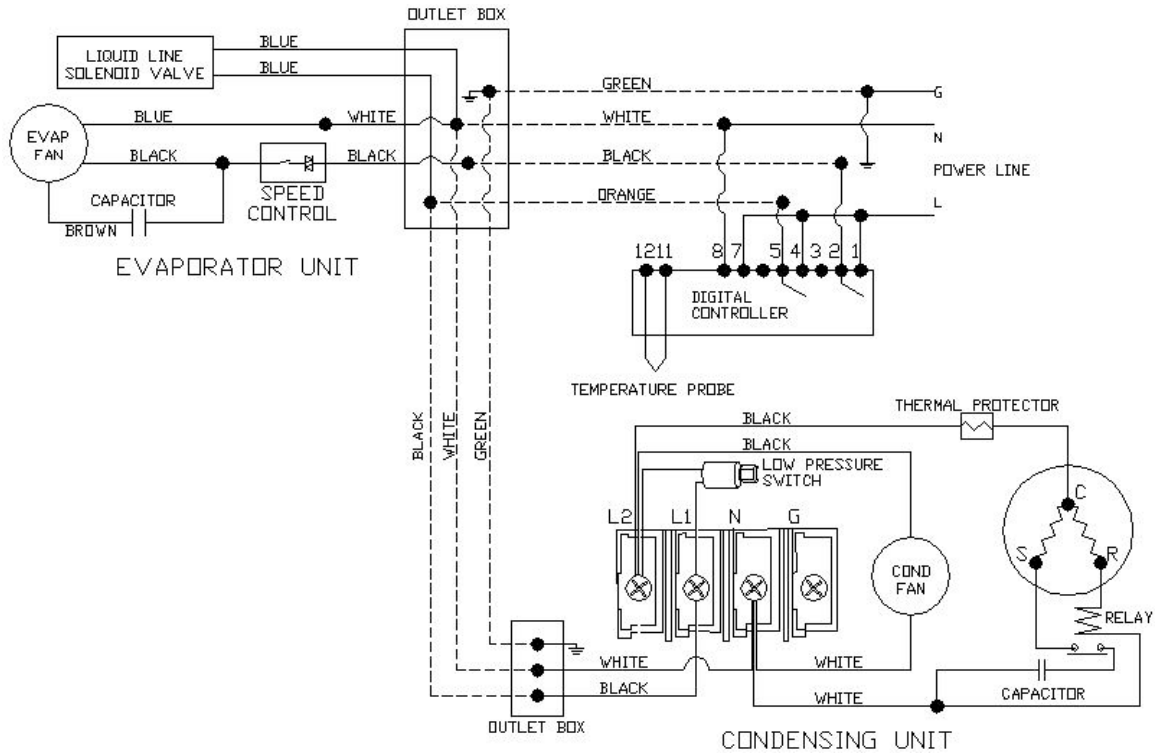 OUTLET BOX
LIQUID LINE
SOLENOID VALVE
BLUE
BLUE
GREEN
G
EVAP
FAN
BLUE
WHITE
WHITE
N
BLACK
BLACK
BLACK
POWER LINE
CAPACITOR
BROWN
SPEED
CONTROL
ORANGE
L
EVAPORATOR UNIT
12 11 8 7 5 4 3 2 1
DIGITAL
CONTROLLER
TEMPERATURE PROBE
BLACK
WHITE
GREEN
THERMAL PROTECTOR
BLACK
BLACK
LOW PRESSURE
SWITCH
L2 L1 N G
C
S
R
COND
FAN
RELAY
WHITE
WHITE
BLACK
WHITE
CAPACITOR
OUTLET BOX
CONDENSING UNIT